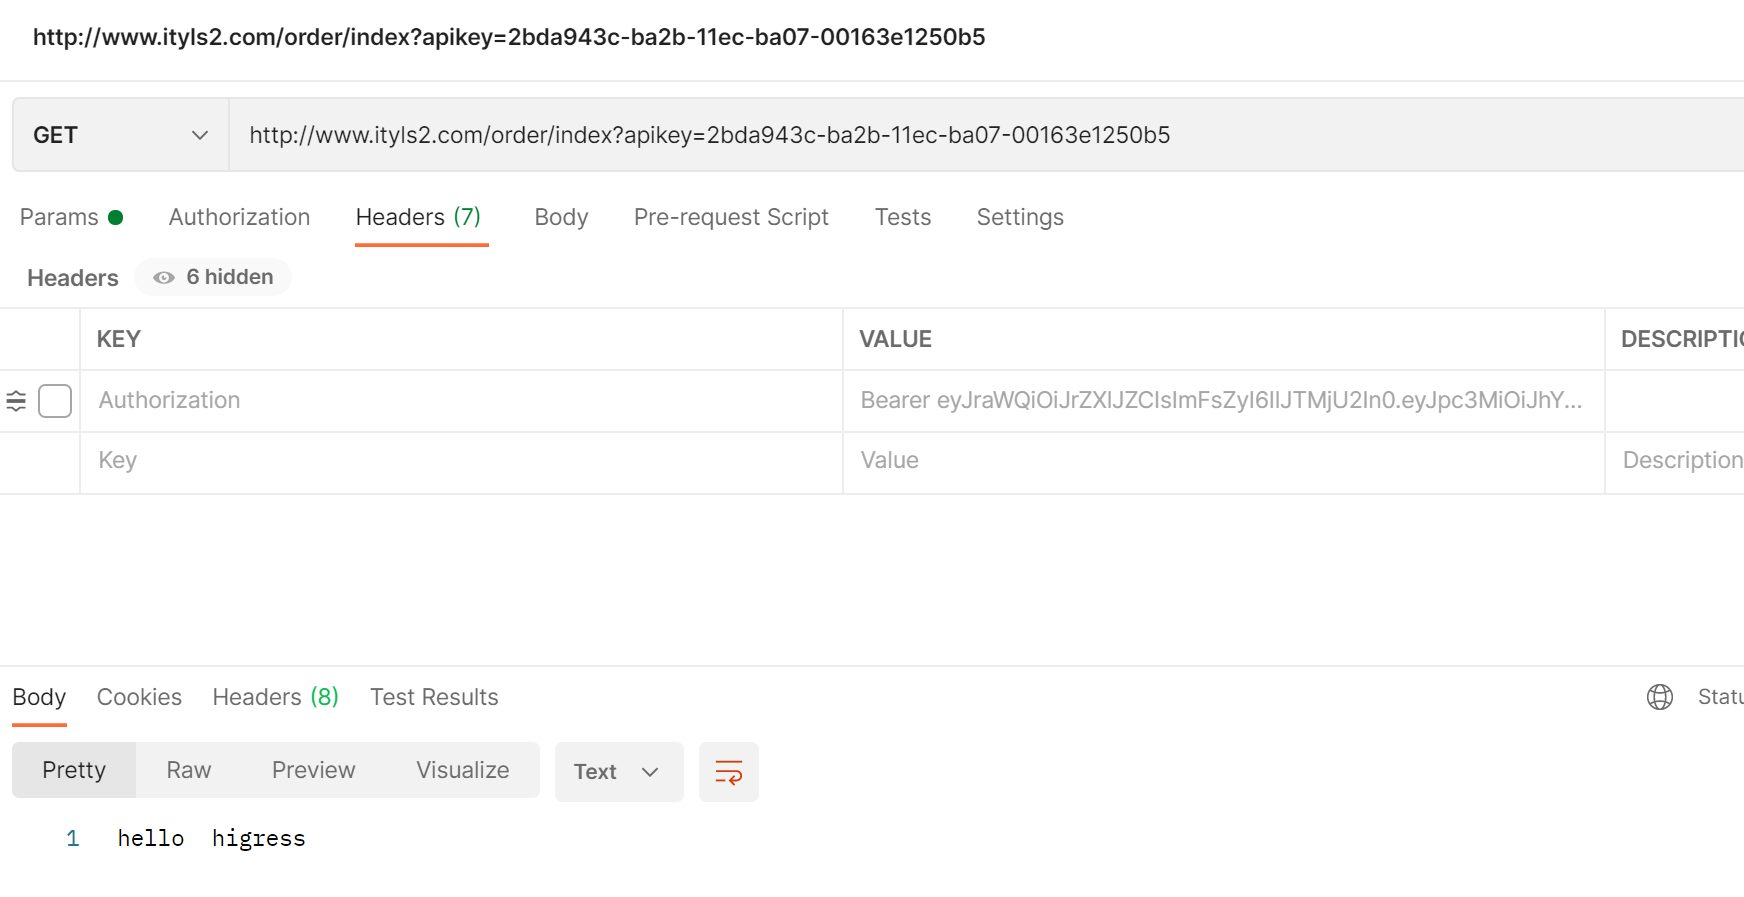 http://www.ityls2.com/order/index?apikey=2bda943c-ba2b-11ec-ba07-00163e1250b5
GET http://www.ityls2.com/order/index?apikey=2bda943c-ba2b-11ec-ba07-00163e1250b5
Params Authorization Headers (7) Body Pre-request Script Tests Settings
Headers 6 hidden
KEY VALUE DESCRIPTIO
Authorization Bearer eyJraWQiOiJrZXlJZCIsImFsZyI6IlJTMjU2In0.eyJpc3MiOiJhY...
Key Value Description
Body Cookies Headers (8) Test Results Statu
Pretty Raw Preview Visualize Text
1 hello higress